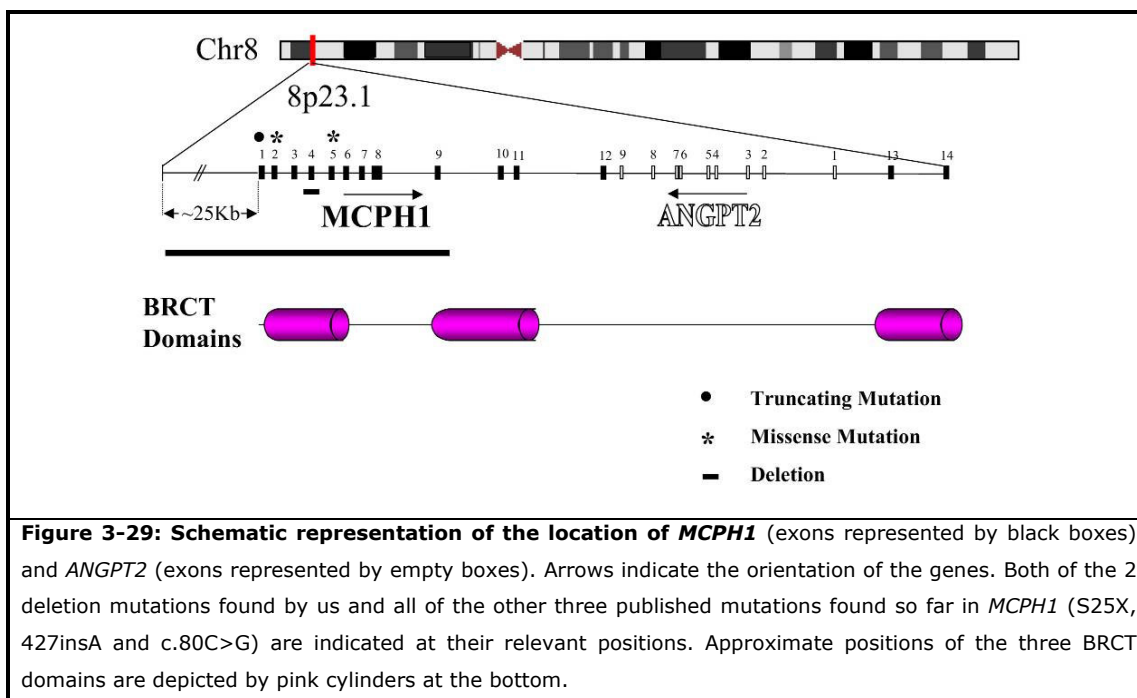 Chr8
8p23.1
● * *
1 2 3 4 5 6 7 8 9 10 11 12 9 8 7 6 5 4 3 2 1 13 14
//
~25Kb
MCPH1
ANGPT2
BRCT
Domains
● Truncating Mutation
* Missense Mutation
- Deletion
Figure 3-29: Schematic representation of the location of MCPH1 (exons represented by black boxes)
and ANGPT2 (exons represented by empty boxes). Arrows indicate the orientation of the genes. Both of the 2
deletion mutations found by us and all of the other three published mutations found so far in MCPH1 (S25X,
427insA and c.80C>G) are indicated at their relevant positions. Approximate positions of the three BRCT
domains are depicted by pink cylinders at the bottom.